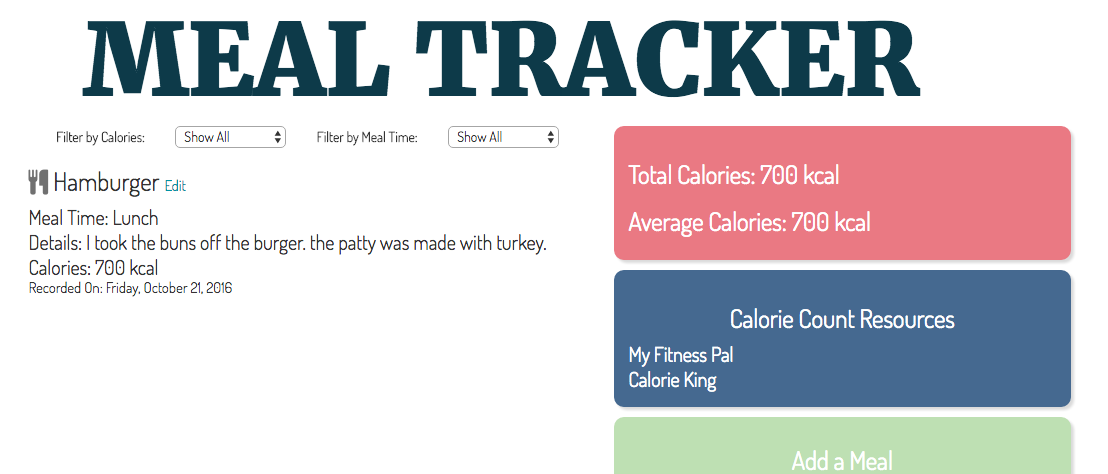 MEAL TRACKER
Filter by Calories: Show All Filter by Meal Time: Show All
Hamburger Edit
Meal Time: Lunch
Details: I took the buns off the burger. the patty was made with turkey.
Calories: 700 kcal
Recorded On: Friday, October 21, 2016
Total Calories: 700 kcal
Average Calories: 700 kcal
Calorie Count Resources
My Fitness Pal
Calorie King
Add a Meal